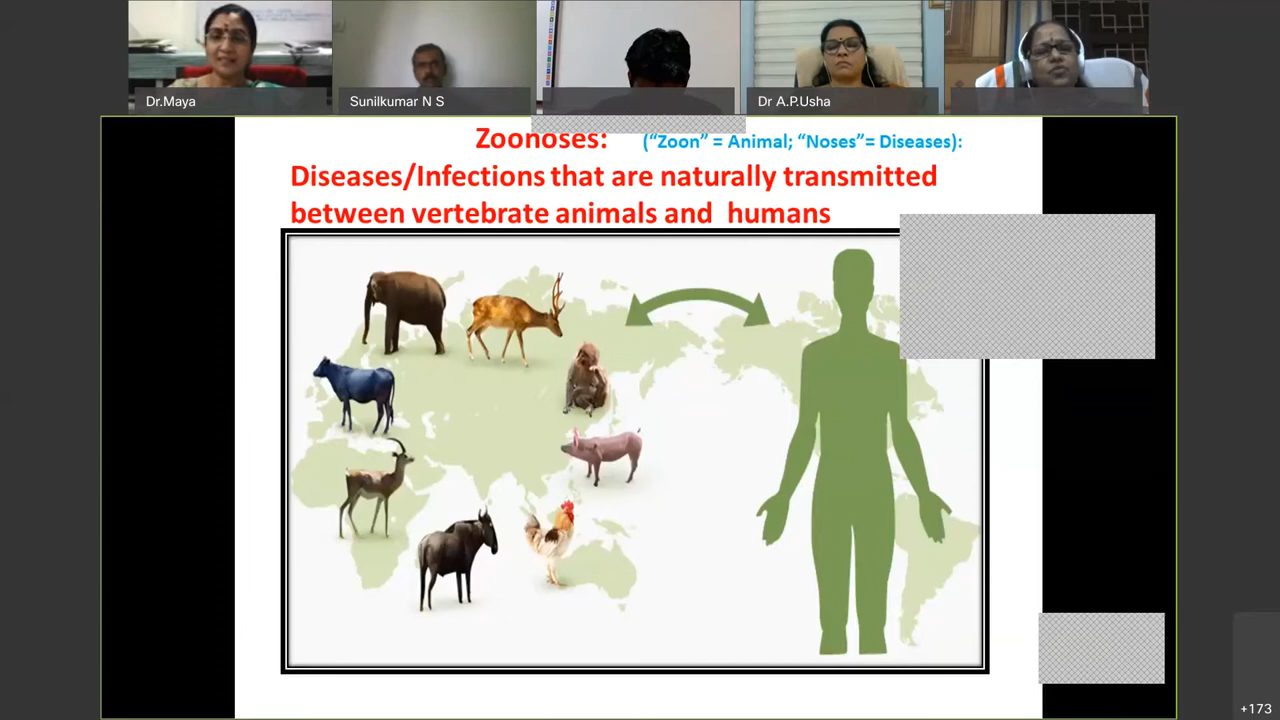 Dr.Maya
Sunilkumar N S
Dr A.P.Usha
Zoonoses: (“Zoon” = Animal; “Noses”= Diseases):
Diseases/Infections that are naturally transmitted
between vertebrate animals and humans
+173